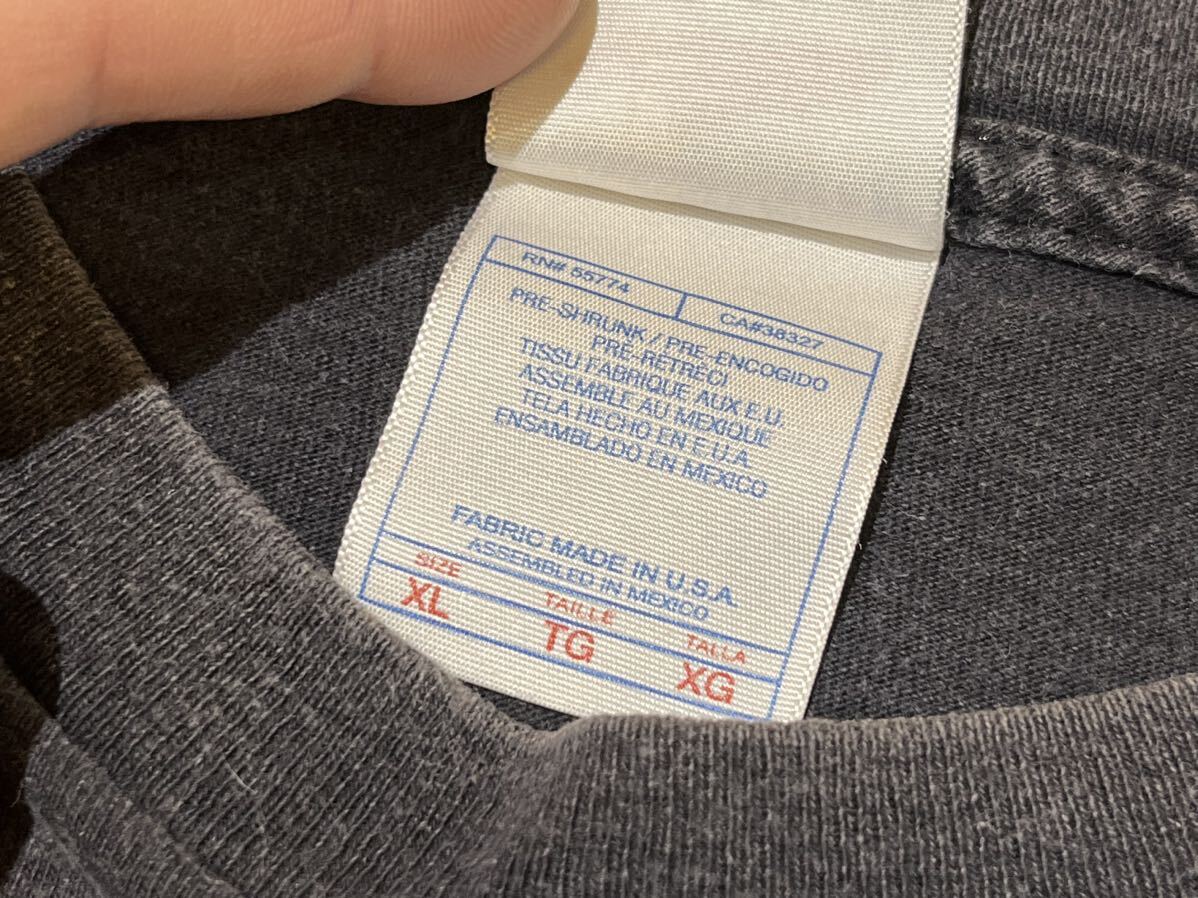 RN# 55774 CA#38327
PRE-SHRUNK / PRE-ENCOGIDO
PRÉ-RETRECI
TISSU FABRIQUE AUX E.U.
ASSEMBLE AU MEXIQUE
TELA HECHO EN E.U.A.
ENSAMBLADO EN MEXICO
FABRIC MADE IN U.S.A.
ASSEMBLED IN MEXICO
SIZE TAILLE TALLA
XL TG XG